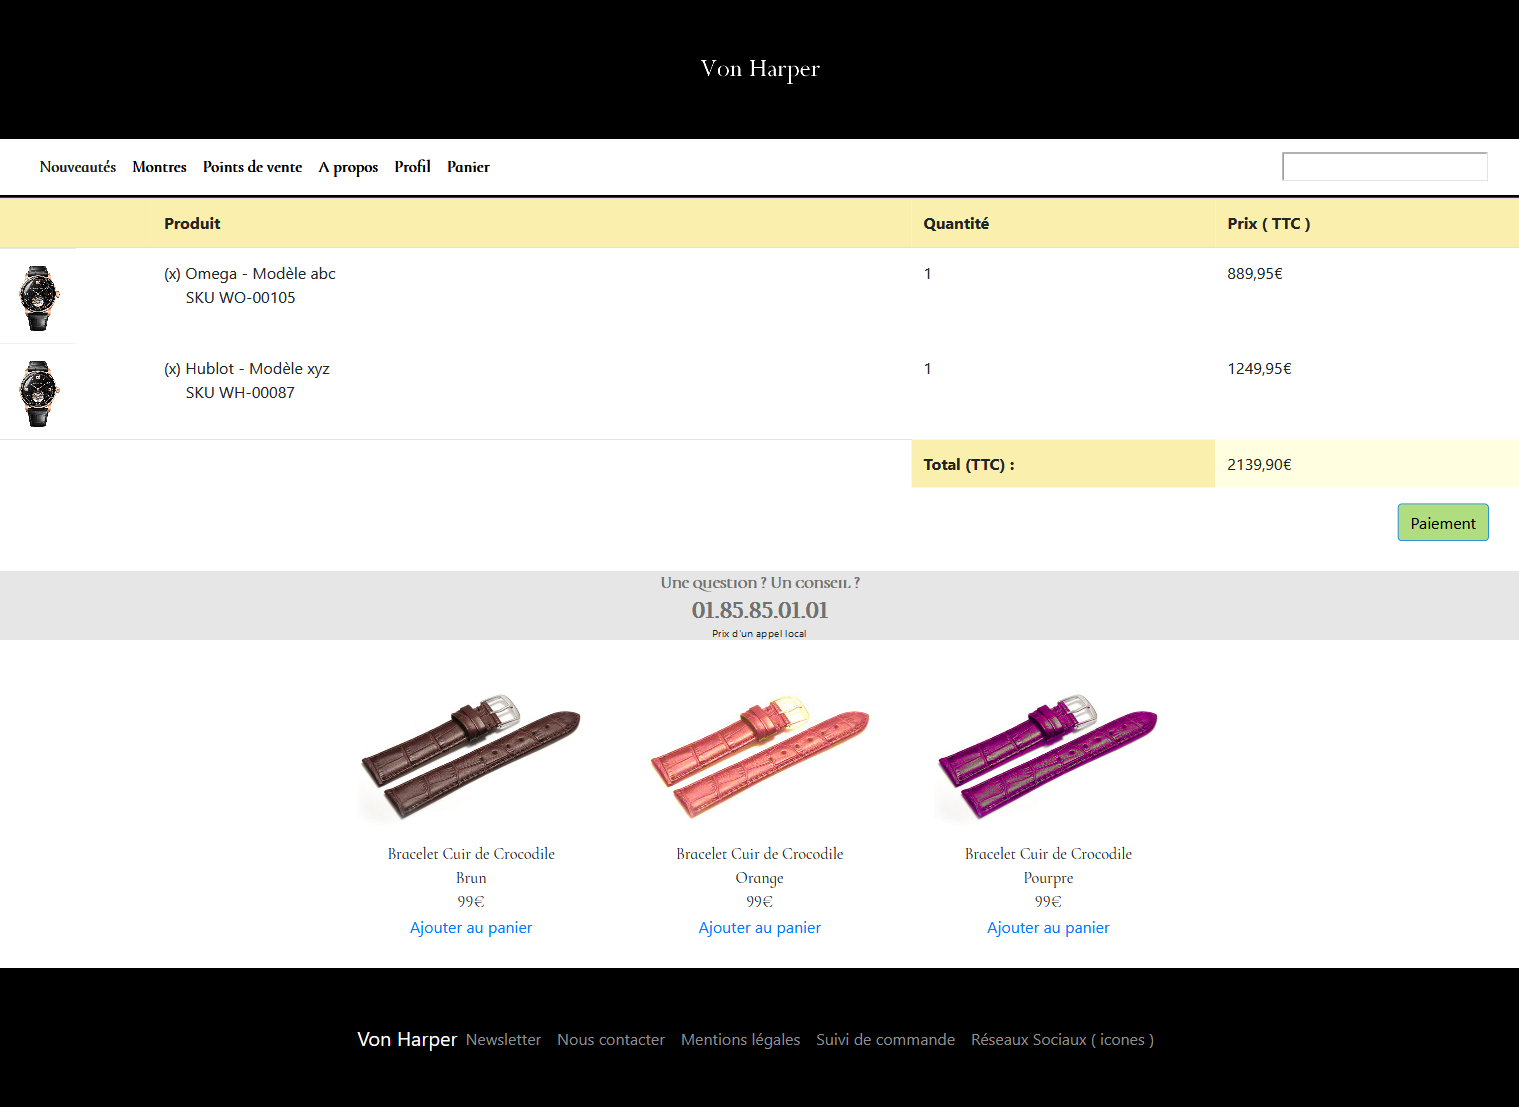 Von Harper
Nouveautés Montres Points de vente A propos Profil Panier
Produit Quantité Prix ( TTC )
(x) Omega - Modèle abc 1 889,95€
SKU WO-00105
(x) Hublot - Modèle xyz 1 1249,95€
SKU WH-00087
Total (TTC) : 2139,90€
Paiement
Une question ? Un conseil ?
01.85.85.01.01
Prix d'un appel local
Bracelet Cuir de Crocodile Bracelet Cuir de Crocodile Bracelet Cuir de Crocodile
Brun Orange Pourpre
99€ 99€ 99€
Ajouter au panier Ajouter au panier Ajouter au panier
Von Harper Newsletter Nous contacter Mentions légales Suivi de commande Réseaux Sociaux ( icones )